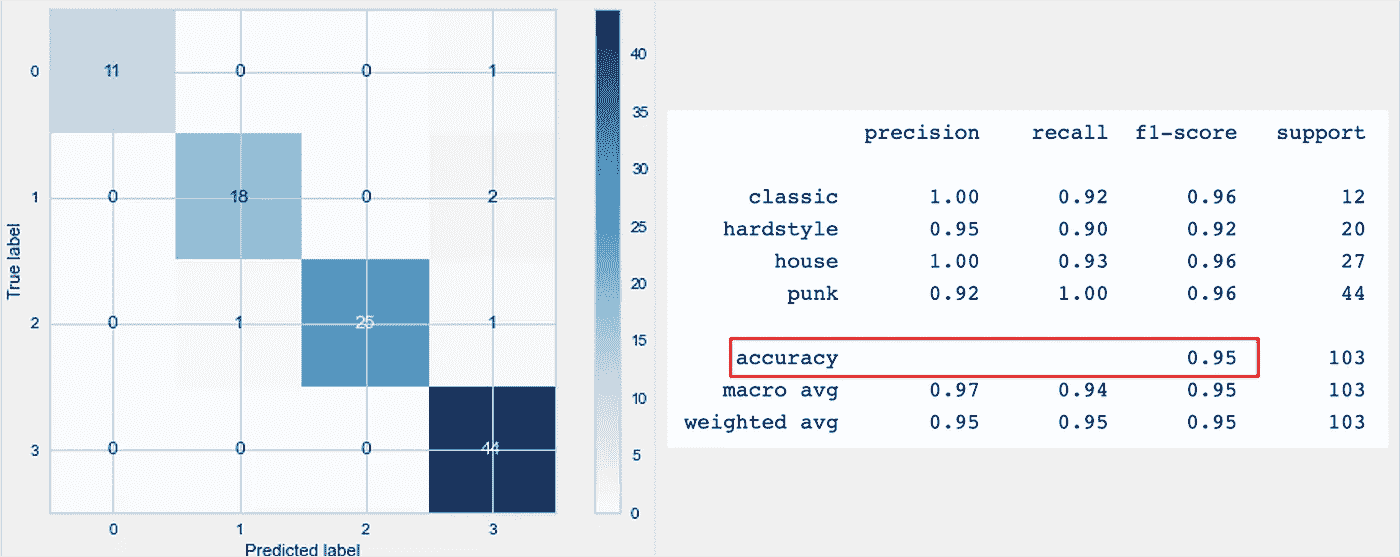 0 11 0 0 1
1 0 18 0 2
2 0 1 25 1
3 0 0 0 44
0 1 2 3
True label
Predicted label
40
35
30
25
20
15
10
5
0
precision recall f1-score support
classic 1.00 0.92 0.96 12
hardstyle 0.95 0.90 0.92 20
house 1.00 0.93 0.96 27
punk 0.92 1.00 0.96 44
accuracy 0.95 103
macro avg 0.97 0.94 0.95 103
weighted avg 0.95 0.95 0.95 103